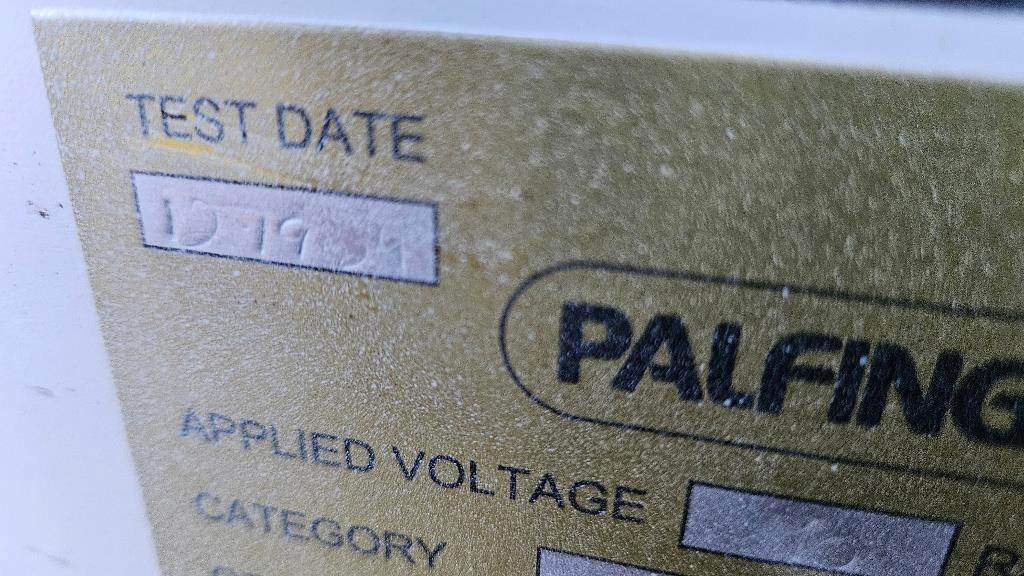 TEST DATE
PALFING
APPLIED VOLTAGE
CATEGORY